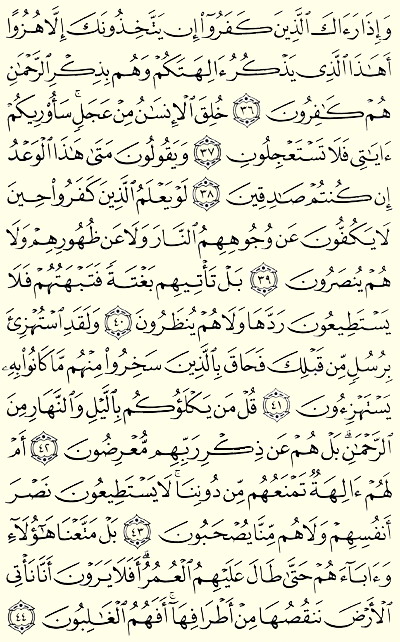 وَإِذَا رَءَاكَ ٱلَّذِينَ كَفَرُوٓا۟ إِن يَتَّخِذُونَكَ إِلَّا هُزُوًا
أَهَـٰذَا ٱلَّذِى يَذْكُرُ ءَالِهَتَكُمْ وَهُم بِذِكْرِ ٱلرَّحْمَـٰنِ
هُمْ كَـٰفِرُونَ ٣٦ خُلِقَ ٱلْإِنسَـٰنُ مِنْ عَجَلٍ ۚ سَأُو۟رِيكُمْ
ءَايَـٰتِى فَلَا تَسْتَعْجِلُونِ ٣٧ وَيَقُولُونَ مَتَىٰ هَـٰذَا ٱلْوَعْدُ
إِن كُنتُمْ صَـٰدِقِينَ ٣٨ لَوْ يَعْلَمُ ٱلَّذِينَ كَفَرُوا۟ حِينَ
لَا يَكُفُّونَ عَن وُجُوهِهِمُ ٱلنَّارَ وَلَا عَن ظُهُورِهِمْ وَلَا
هُمْ يُنصَرُونَ ٣٩ بَلْ تَأْتِيهِم بَغْتَةً فَتَبْهَتُهُمْ فَلَا
يَسْتَطِيعُونَ رَدَّهَا وَلَا هُمْ يُنظَرُونَ ٤٠ وَلَقَدِ ٱسْتُهْزِئَ
بِرُسُلٍ مِّن قَبْلِكَ فَحَاقَ بِٱلَّذِينَ سَخِرُوا۟ مِنْهُم مَّا كَانُوا۟ بِهِۦ
يَسْتَهْزِءُونَ ٤١ قُلْ مَن يَكْلَؤُكُم بِٱلَّيْلِ وَٱلنَّهَارِ مِنَ
ٱلرَّحْمَـٰنِ ۗ بَلْ هُمْ عَن ذِكْرِ رَبِّهِم مُّعْرِضُونَ ٤٢ أَمْ
لَهُمْ ءَالِهَةٌ تَمْنَعُهُم مِّن دُونِنَا ۚ لَا يَسْتَطِيعُونَ نَصْرَ
أَنفُسِهِمْ وَلَا هُم مِّنَّا يُصْحَبُونَ ٤٣ بَلْ مَتَّعْنَا هَـٰٓؤُلَآءِ
وَءَابَآءَهُمْ حَتَّىٰ طَالَ عَلَيْهِمُ ٱلْعُمُرُ ۗ أَفَلَا يَرَوْنَ أَنَّا نَأْتِى
ٱلْأَرْضَ نَنقُصُهَا مِنْ أَطْرَافِهَآ ۚ أَفَهُمُ ٱلْغَـٰلِبُونَ ٤٤